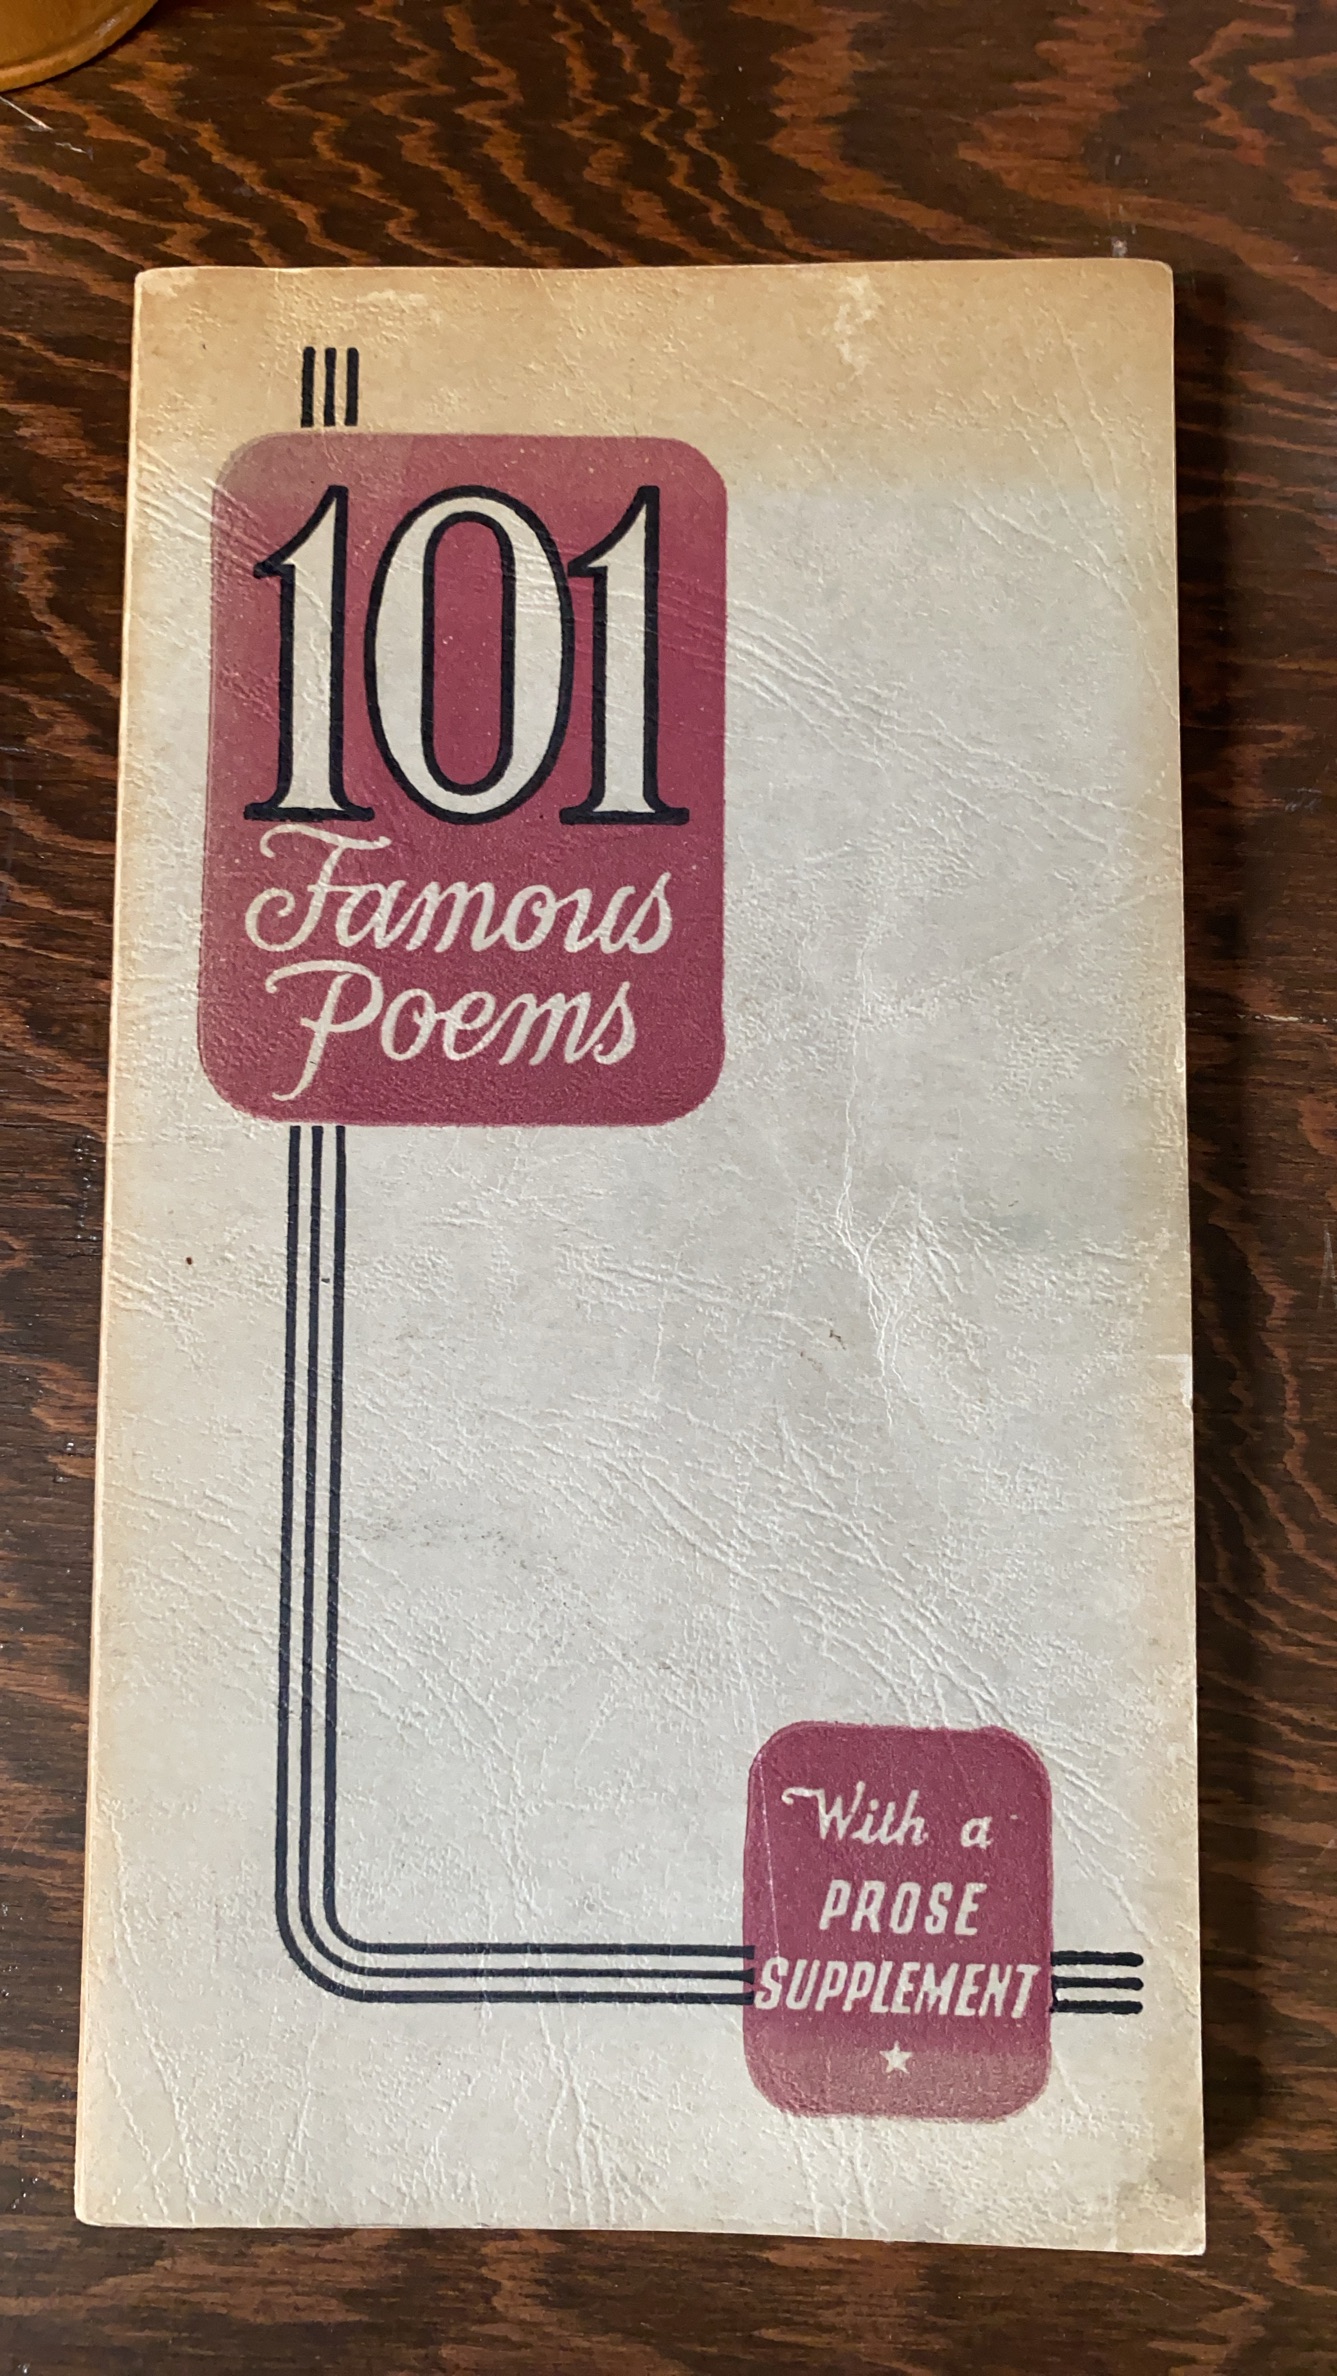 101
Famous
Poems
With a
PROSE
SUPPLEMENT